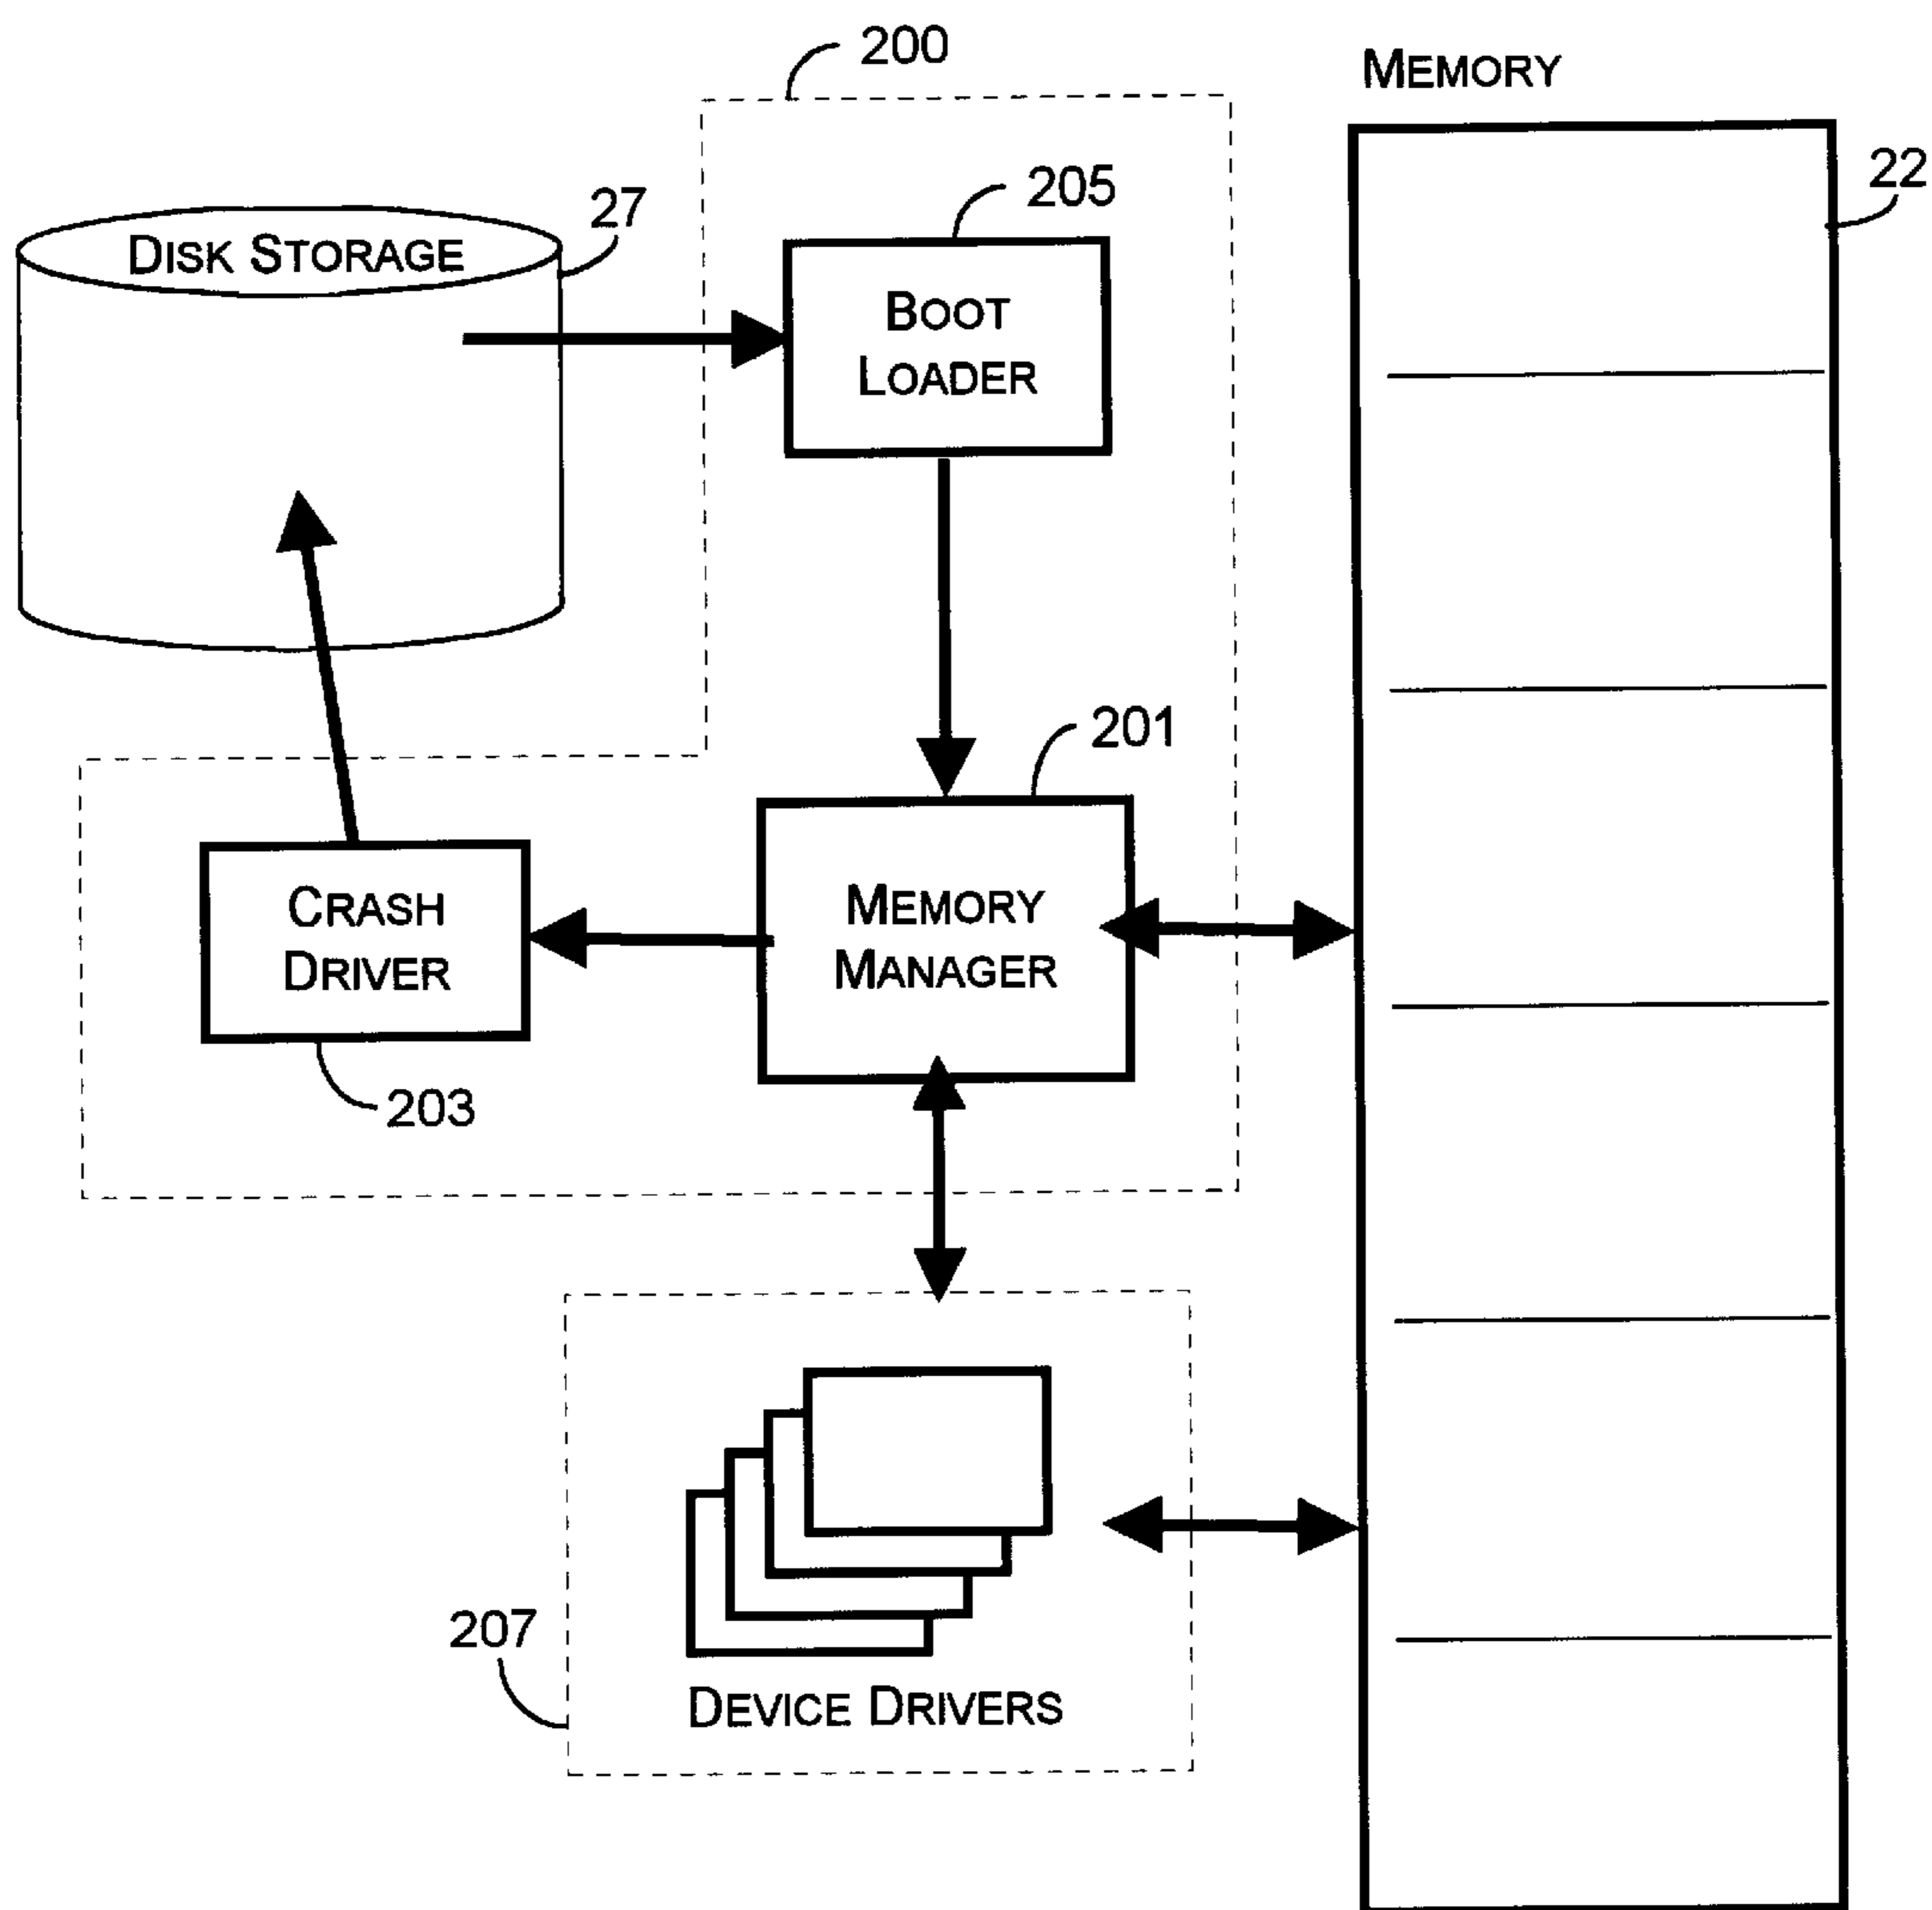 200
MEMORY
205
22
27
DISK STORAGE
BOOT
LOADER
201
CRASH
DRIVER
MEMORY
MANAGER
203
207
DEVICE DRIVERS